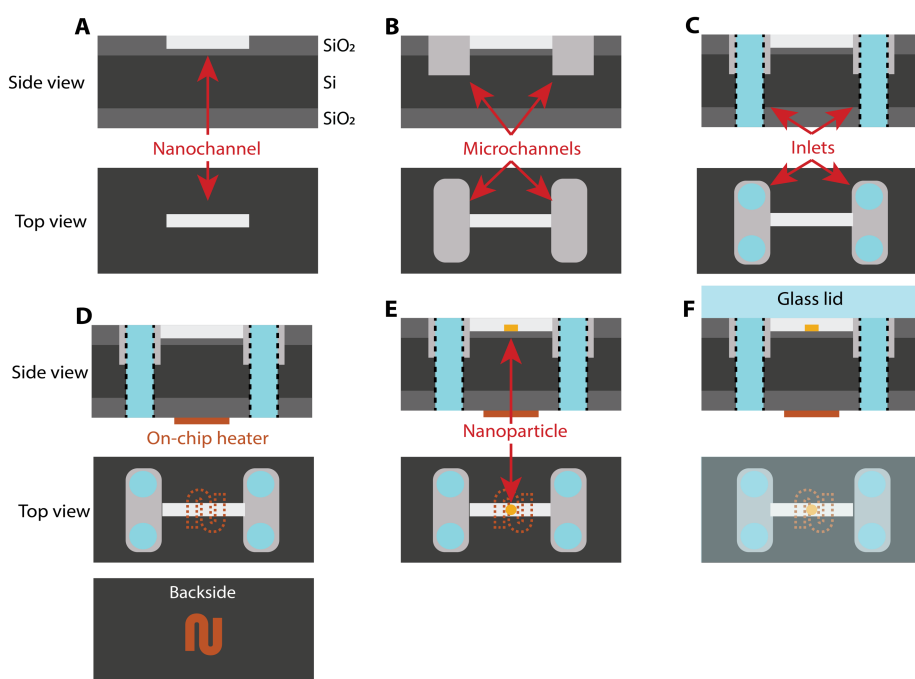 A
B
C
SiO₂
Side view
Si
SiO₂
Nanochannel
Microchannels
Inlets
Top view
Glass lid
D
E
F
Side view
On-chip heater
Nanoparticle
Top view
Backside